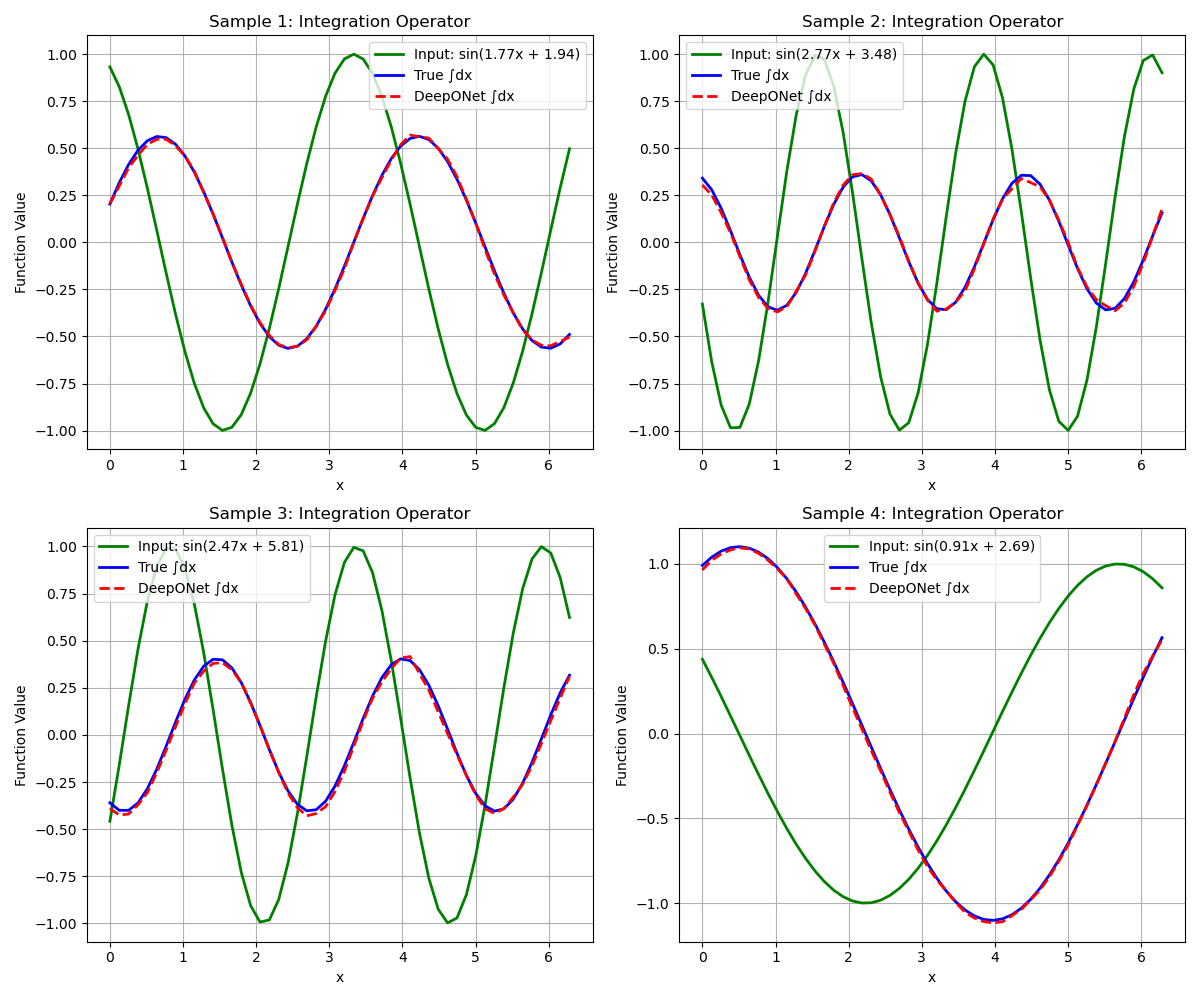 Sample 1: Integration Operator
Function Value
1.00
0.75
0.50
0.25
0.00
−0.25
−0.50
−0.75
−1.00
Input: sin(1.77x + 1.94)
True ∫dx
DeepONet ∫dx
0 1 2 3 4 5 6
x
Sample 2: Integration Operator
Function Value
1.00
0.75
0.50
0.25
0.00
−0.25
−0.50
−0.75
−1.00
Input: sin(2.77x + 3.48)
True ∫dx
DeepONet ∫dx
0 1 2 3 4 5 6
x
Sample 3: Integration Operator
Function Value
1.00
0.75
0.50
0.25
0.00
−0.25
−0.50
−0.75
−1.00
Input: sin(2.47x + 5.81)
True ∫dx
DeepONet ∫dx
0 1 2 3 4 5 6
x
Sample 4: Integration Operator
Function Value
1.0
0.5
0.0
−0.5
−1.0
Input: sin(0.91x + 2.69)
True ∫dx
DeepONet ∫dx
0 1 2 3 4 5 6
x